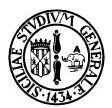 SICILIAE STVDIVM GENERALE
·1434·